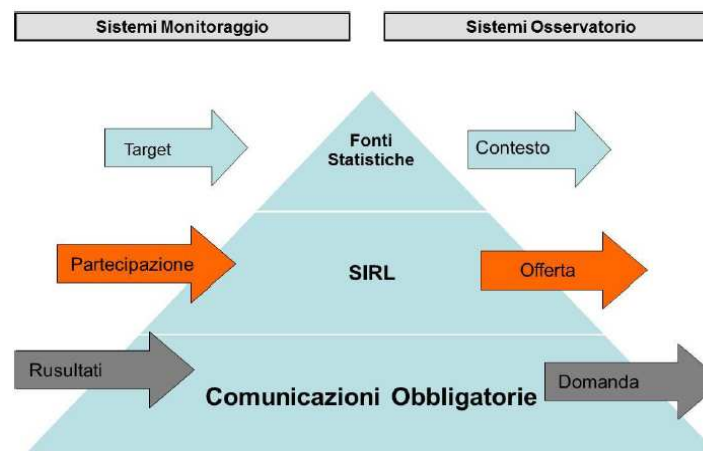 Sistemi Monitoraggio
Sistemi Osservatorio
Fonti
Statistiche
Target
Contesto
Partecipazione
SIRL
Offerta
Rusultati
Comunicazioni Obbligatorie
Domanda